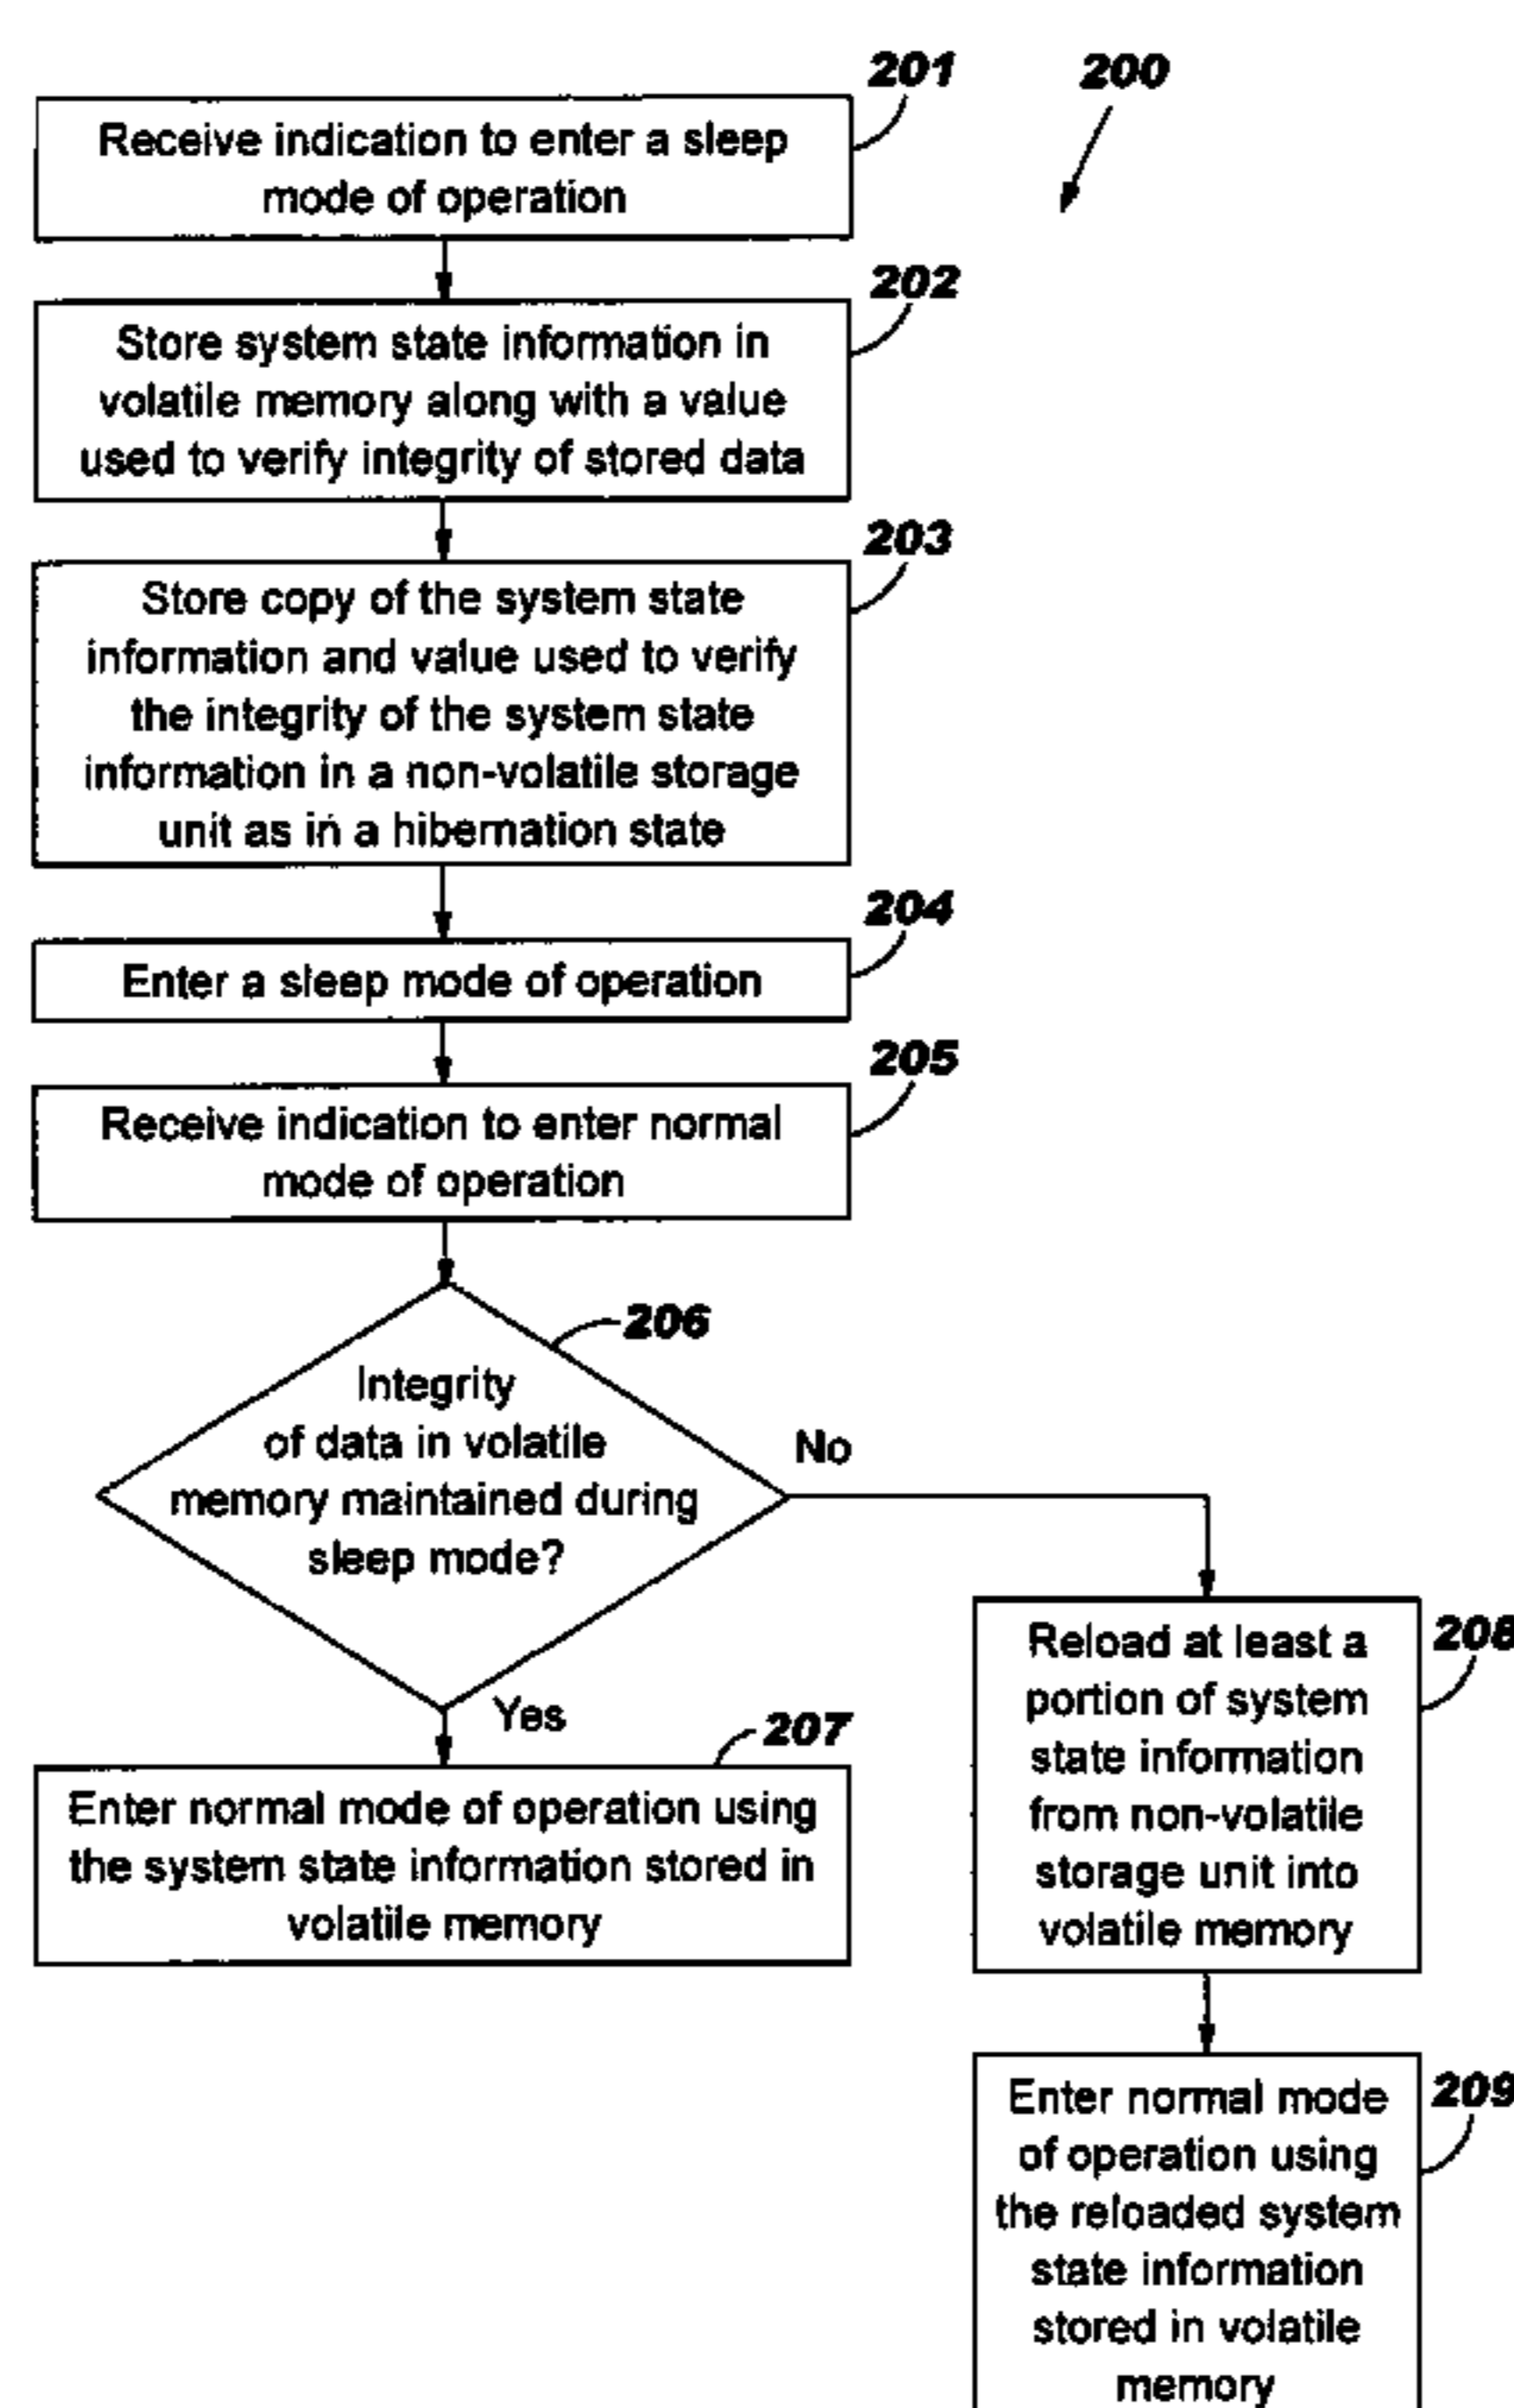 201
200
Receive indication to enter a sleep
mode of operation
202
Store system state information in
volatile memory along with a value
used to verify integrity of stored data
203
Store copy of the system state
information and value used to verify
the integrity of the system state
information in a non-volatile storage
unit as in a hibernation state
204
Enter a sleep mode of operation
205
Receive indication to enter normal
mode of operation
206
Integrity
of data in volatile
memory maintained during
sleep mode?
No
Yes
207
Enter normal mode of operation using
the system state information stored in
volatile memory
208
Reload at least a
portion of system
state information
from non-volatile
storage unit into
volatile memory
209
Enter normal mode
of operation using
the reloaded system
state information
stored in volatile
memory